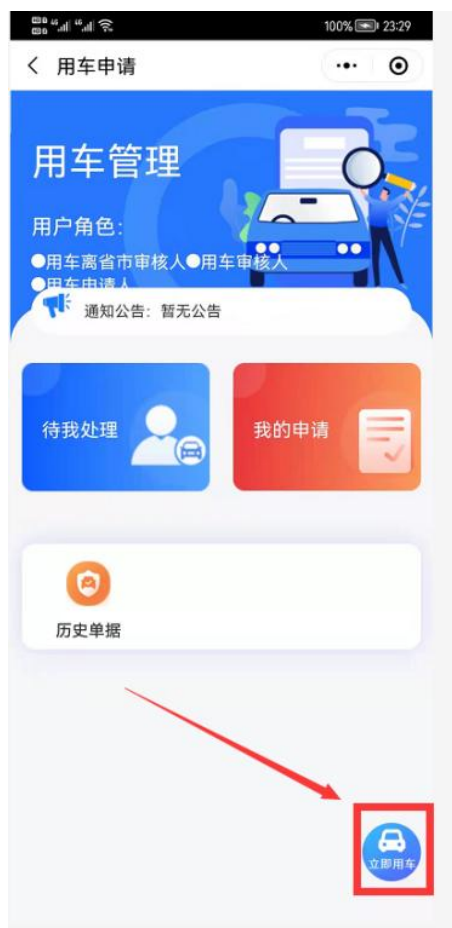 100% 23:29
用车申请
用车管理
用户角色:
●用车离省市审核人●用车审核人
●用车申请人
通知公告：暂无公告
待我处理
我的申请
历史单据
立即用车